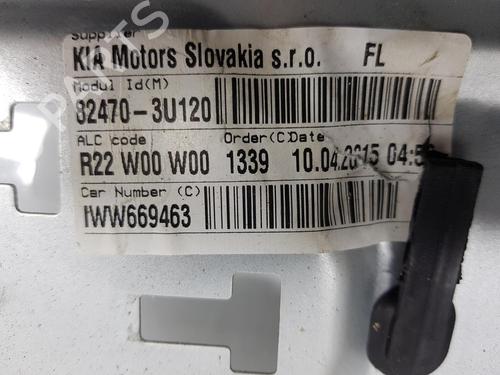 Supplier
KIA Motors Slovakia s.r.o. FL
Modul Id(M)
82470-3U120
ALC code Order(C)Date
R22 W00 W00 1339 10.04.2015
Car Number (C)
IWW669463